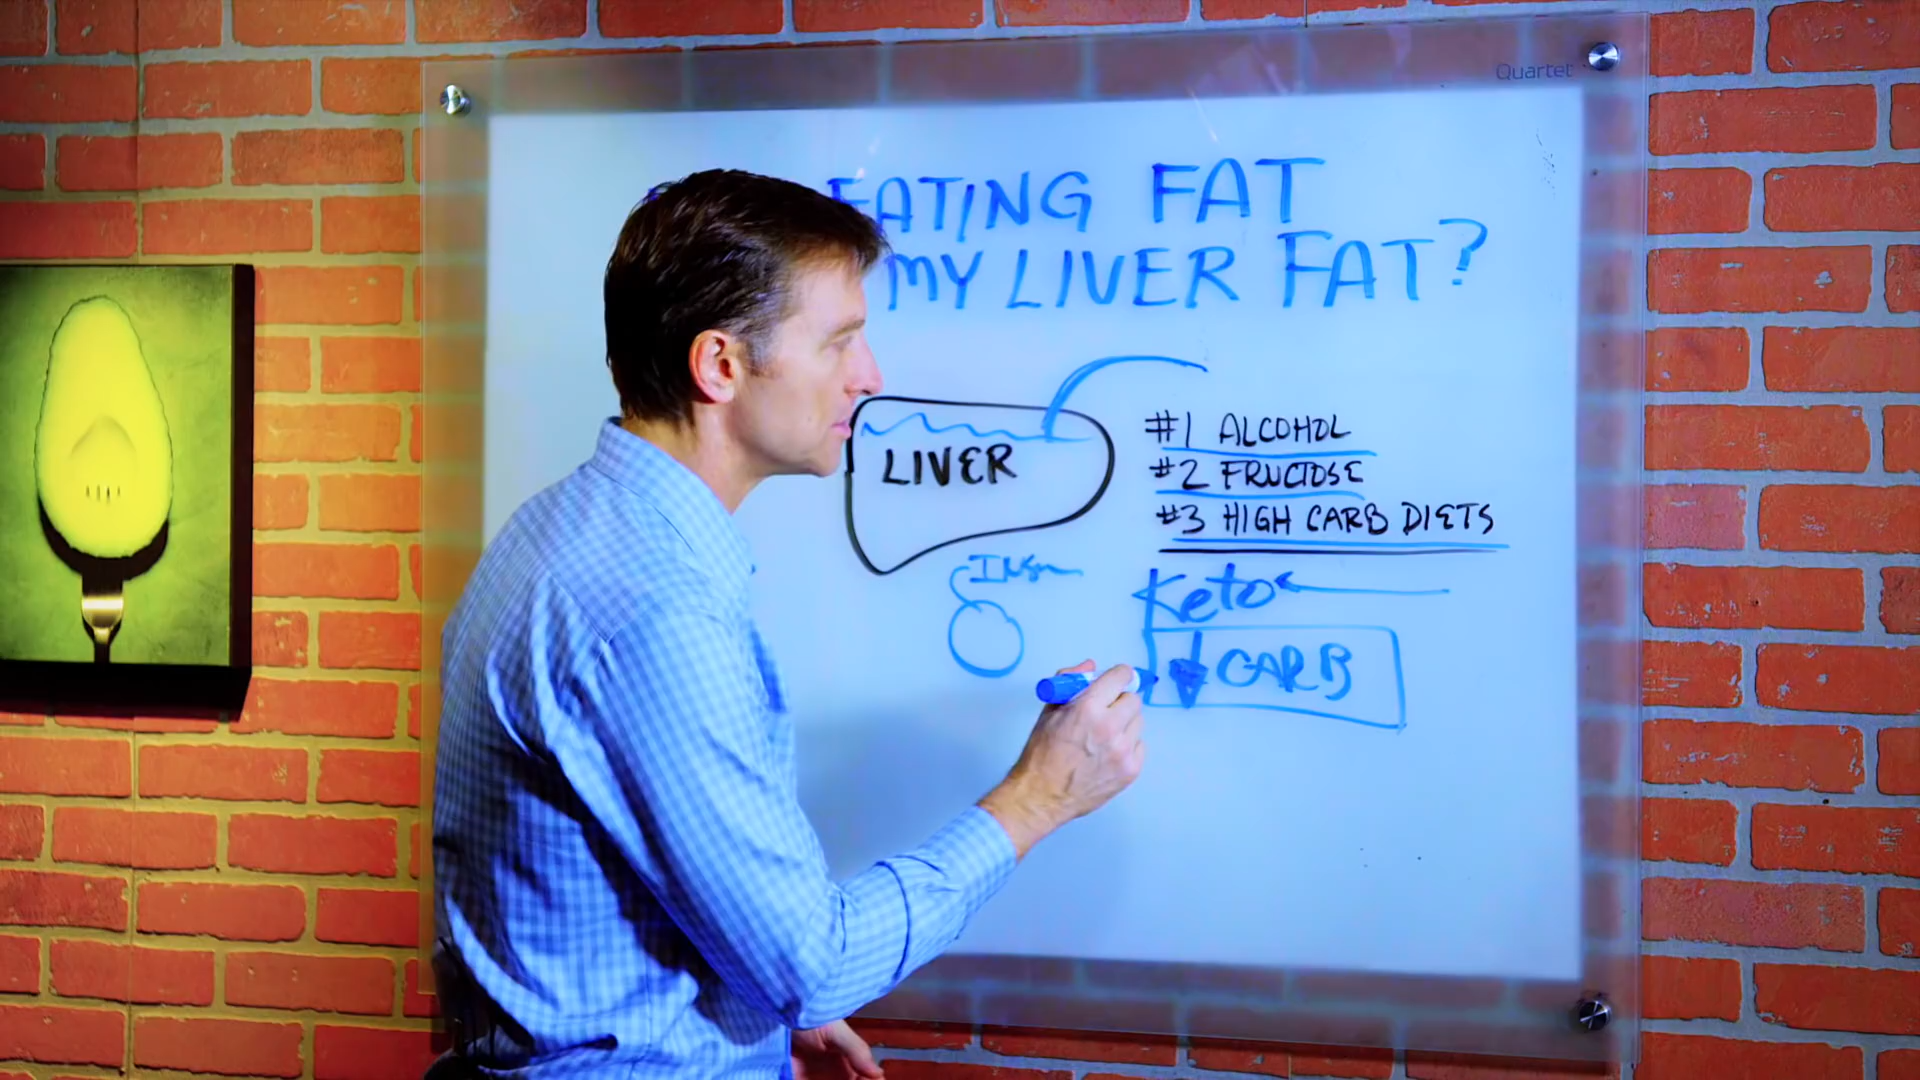 Quartet
EATING FAT
MY LIVER FAT?
LIVER
#1 ALCOHOL
#2 FRUCTOSE
#3 HIGH CARB DIETS
Keto
CARB